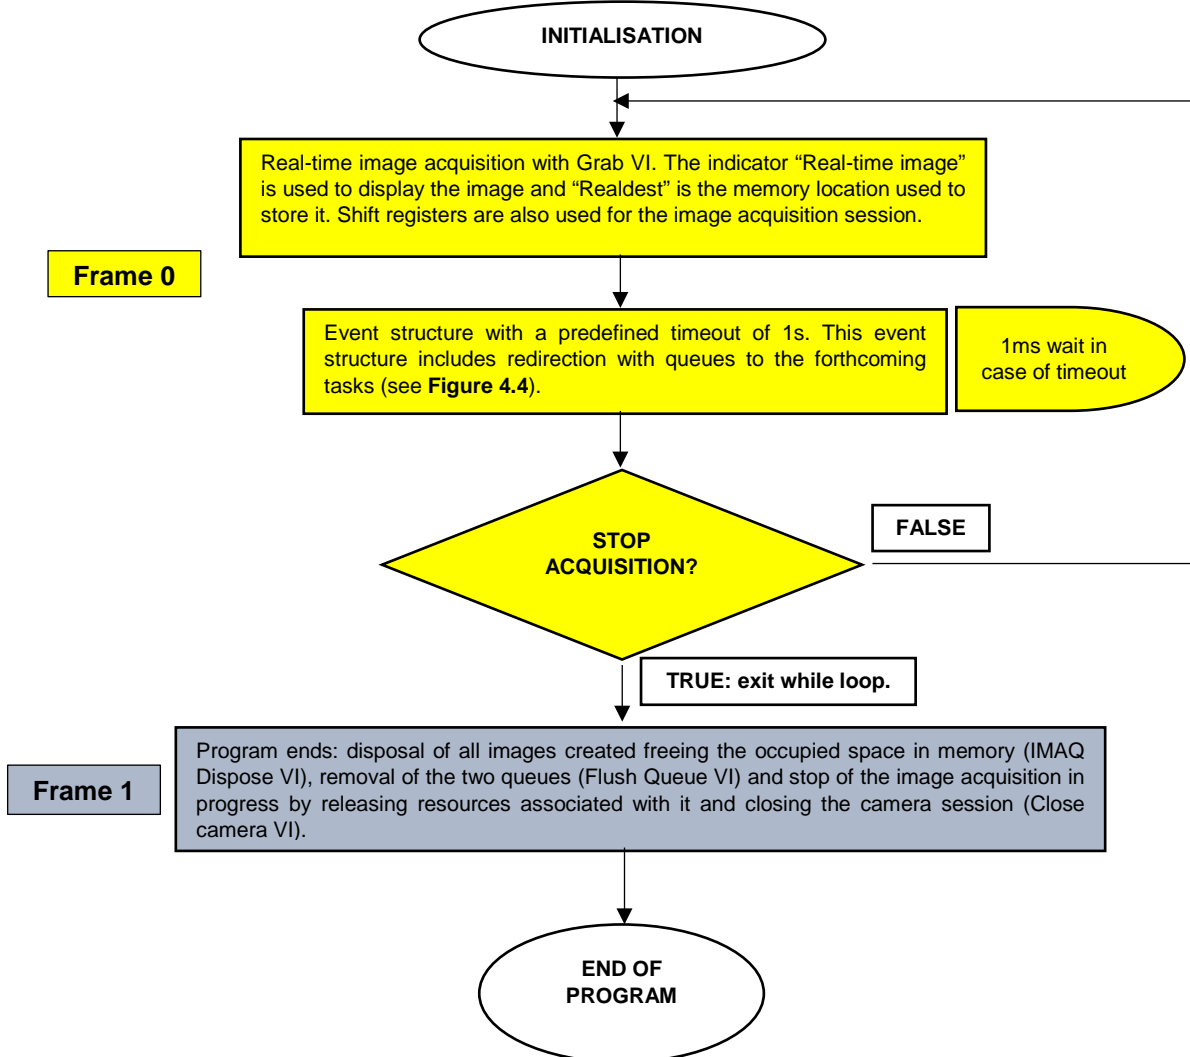 INITIALISATION
Real-time image acquisition with Grab VI. The indicator “Real-time image”
is used to display the image and “Realdest” is the memory location used to
store it. Shift registers are also used for the image acquisition session.
Frame 0
Event structure with a predefined timeout of 1s. This event
structure includes redirection with queues to the forthcoming
tasks (see Figure 4.4).
1ms wait in
case of timeout
STOP
ACQUISITION?
FALSE
TRUE: exit while loop.
Frame 1
Program ends: disposal of all images created freeing the occupied space in memory (IMAQ
Dispose VI), removal of the two queues (Flush Queue VI) and stop of the image acquisition in
progress by releasing resources associated with it and closing the camera session (Close
camera VI).
END OF
PROGRAM